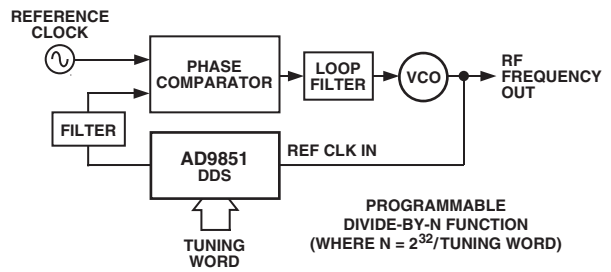 REFERENCE
CLOCK
PHASE
COMPARATOR
LOOP
FILTER
VCO
RF
FREQUENCY
OUT
FILTER
AD9851
DDS
REF CLK IN
TUNING
WORD
PROGRAMMABLE
DIVIDE-BY-N FUNCTION
(WHERE N = 2³²/TUNING WORD)